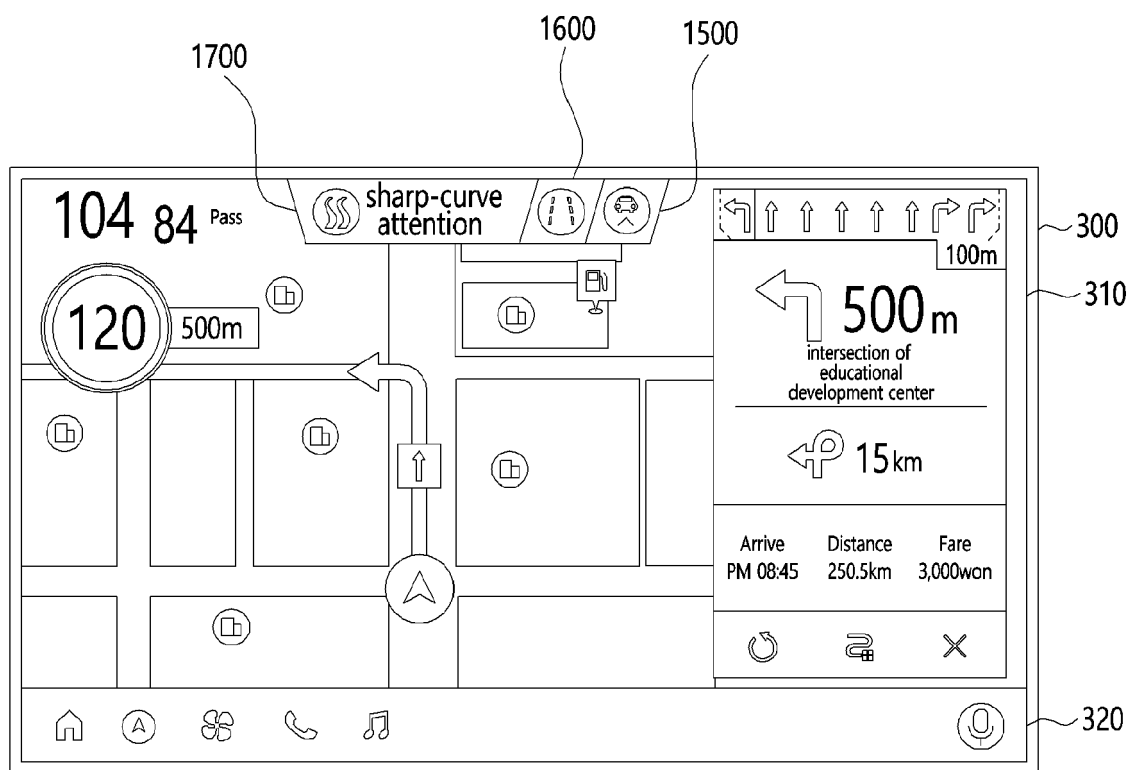 1600
1500
1700
104 84 Pass
sharp-curve
attention
100m
300
310
120
500m
500m
intersection of
educational
development center
15km
Arrive
Distance
Fare
PM 08:45
250.5km
3,000won
320